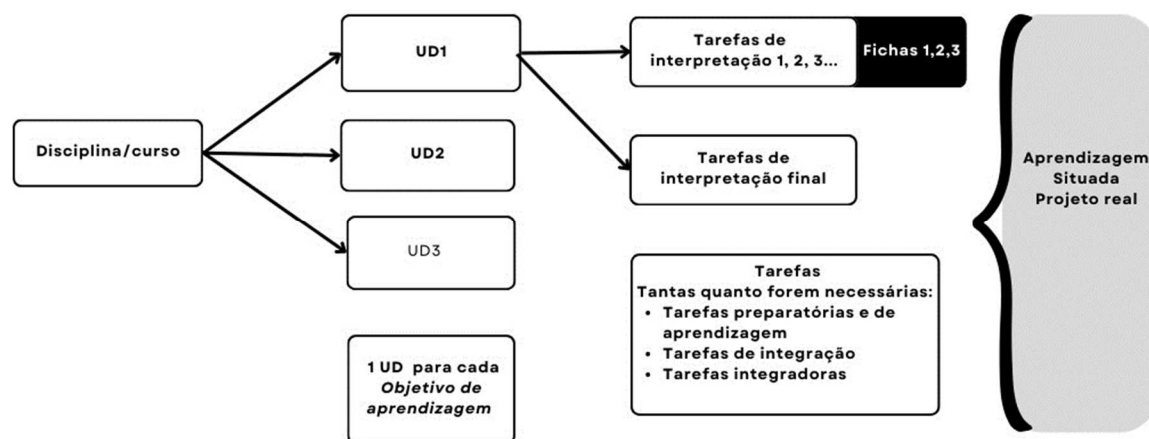 Disciplina/curso
UD1
UD2
UD3
1 UD para cada
Objetivo de
aprendizagem
Tarefas de
interpretação 1, 2, 3...
Fichas 1,2,3
Tarefas de
interpretação final
Tarefas
Tantas quanto forem necessárias:
• Tarefas preparatórias e de
aprendizagem
• Tarefas de integração
• Tarefas integradoras
Aprendizagem
Situada
Projeto real